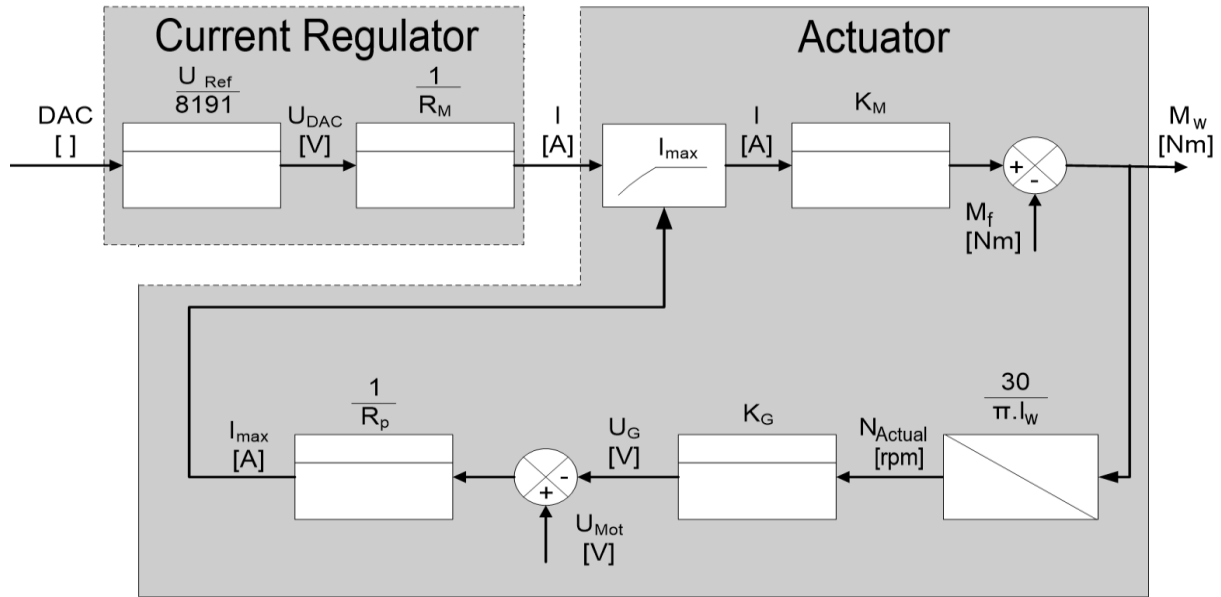 Current Regulator
Actuator
U Ref
8191
1
R_M
K_M
DAC
[ ]
U_DAC
[V]
I
[A]
I_max
I
[A]
+
-
M_w
[Nm]
M_f
[Nm]
1
R_p
K_G
30
π.I_w
I_max
[A]
U_G
[V]
N_Actual
[rpm]
-
+
U_Mot
[V]